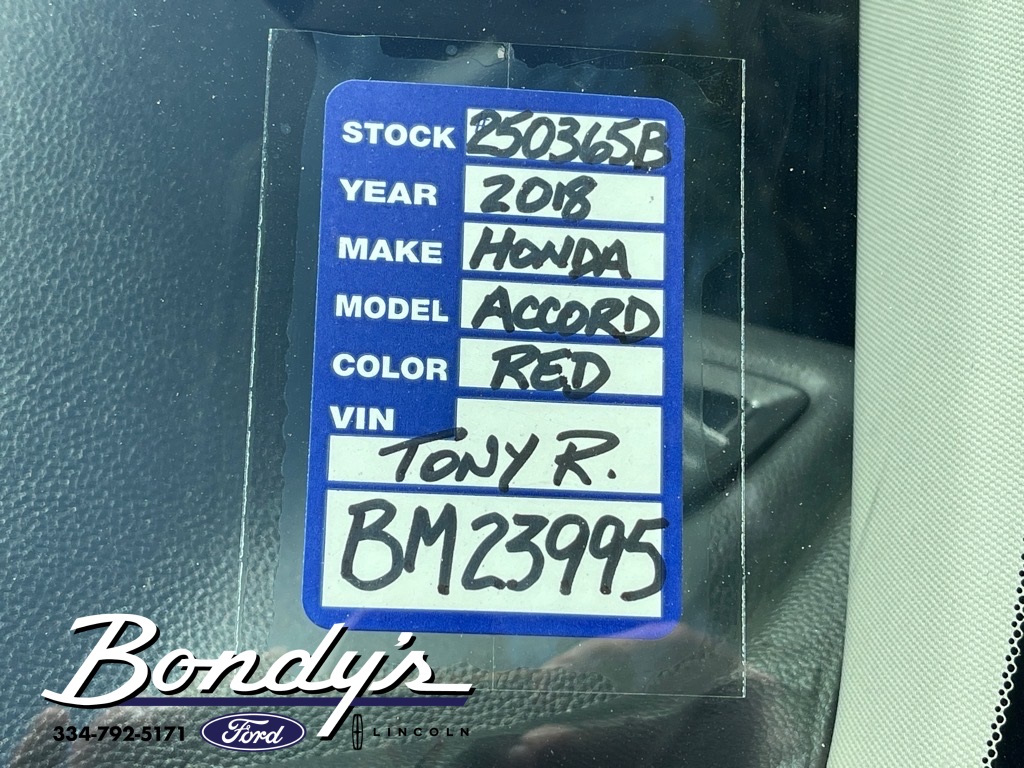 STOCK 250365B
YEAR 2018
MAKE HONDA
MODEL ACCORD
COLOR RED
VIN
TONY R.
BM23995
Bondy's
334-792-5171 Ford LINCOLN